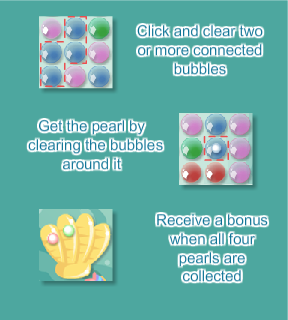 Click and clear two
or more connected
bubbles
Get the pearl by
clearing the bubbles
around it
Receive a bonus
when all four
pearls are
collected